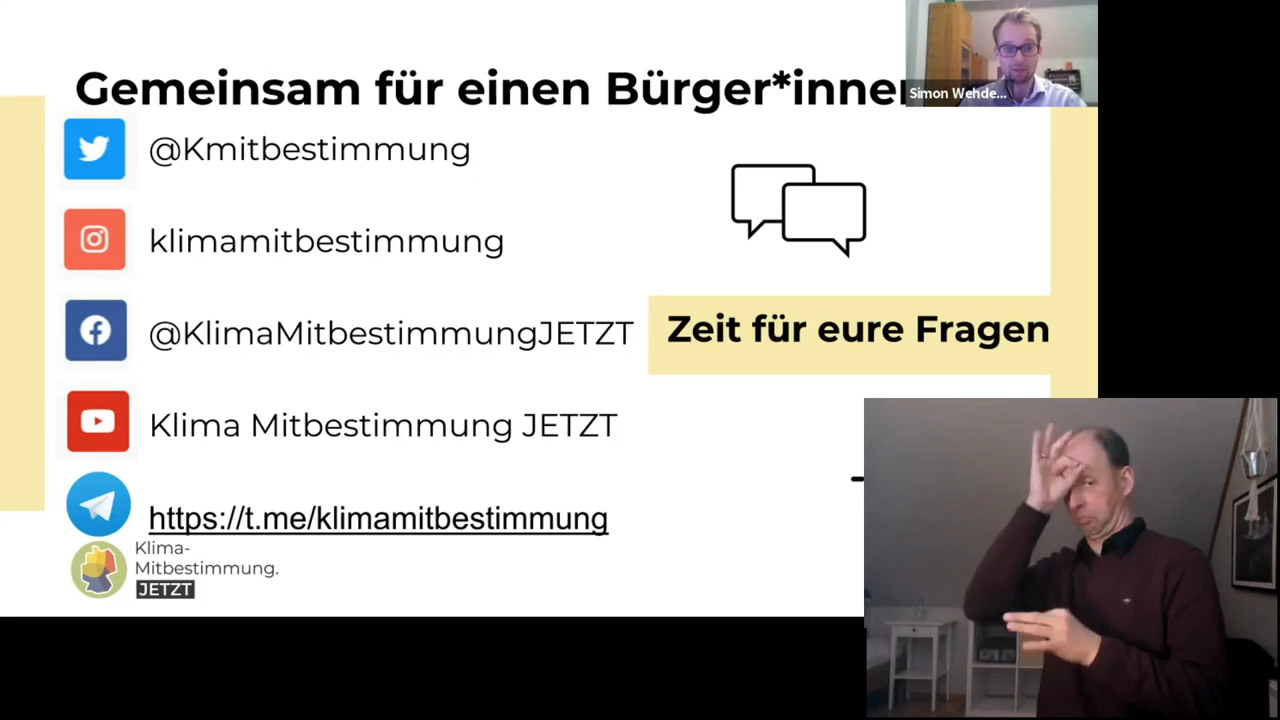 Gemeinsam für einen Bürger*innen
Simon Wehde...
@Kmitbestimmung
klimamitbestimmung
@KlimaMitbestimmungJETZT
Zeit für eure Fragen
Klima Mitbestimmung JETZT
https://t.me/klimamitbestimmung
Klima-
Mitbestimmung.
JETZT